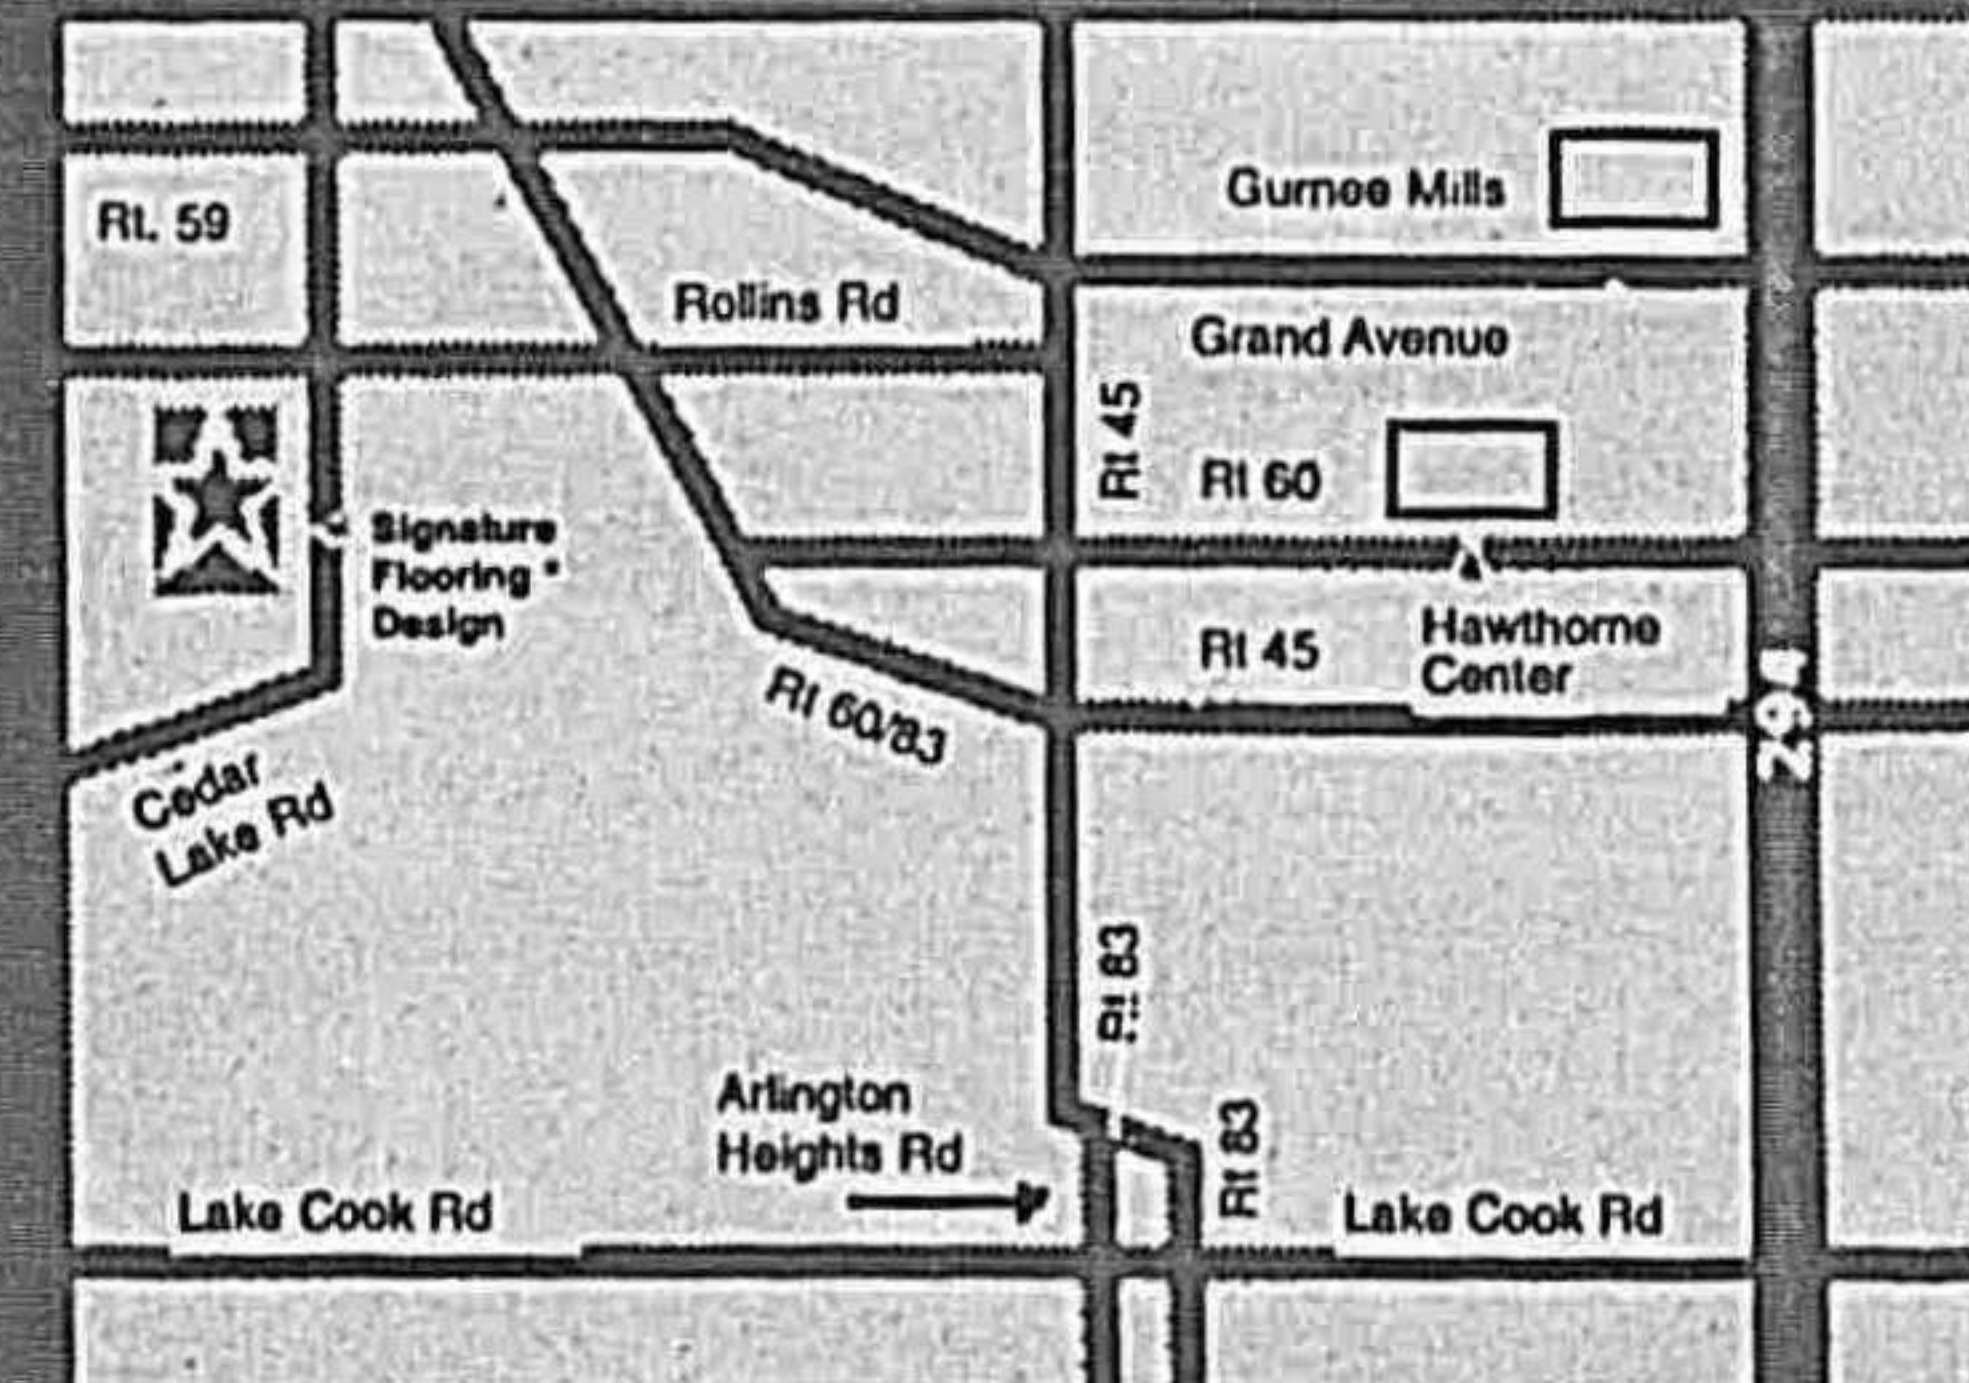 Gurnee Mills
Rt. 59
Rollins Rd
Grand Avenue
Rt 45
Rt 60
Signature
Flooring *
Design
Rt 45
Hawthorne
Center
Rt 60/83
294
Cedar
Lake Rd
Rt 83
Arlington
Heights Rd
Rt 83
Lake Cook Rd
Lake Cook Rd